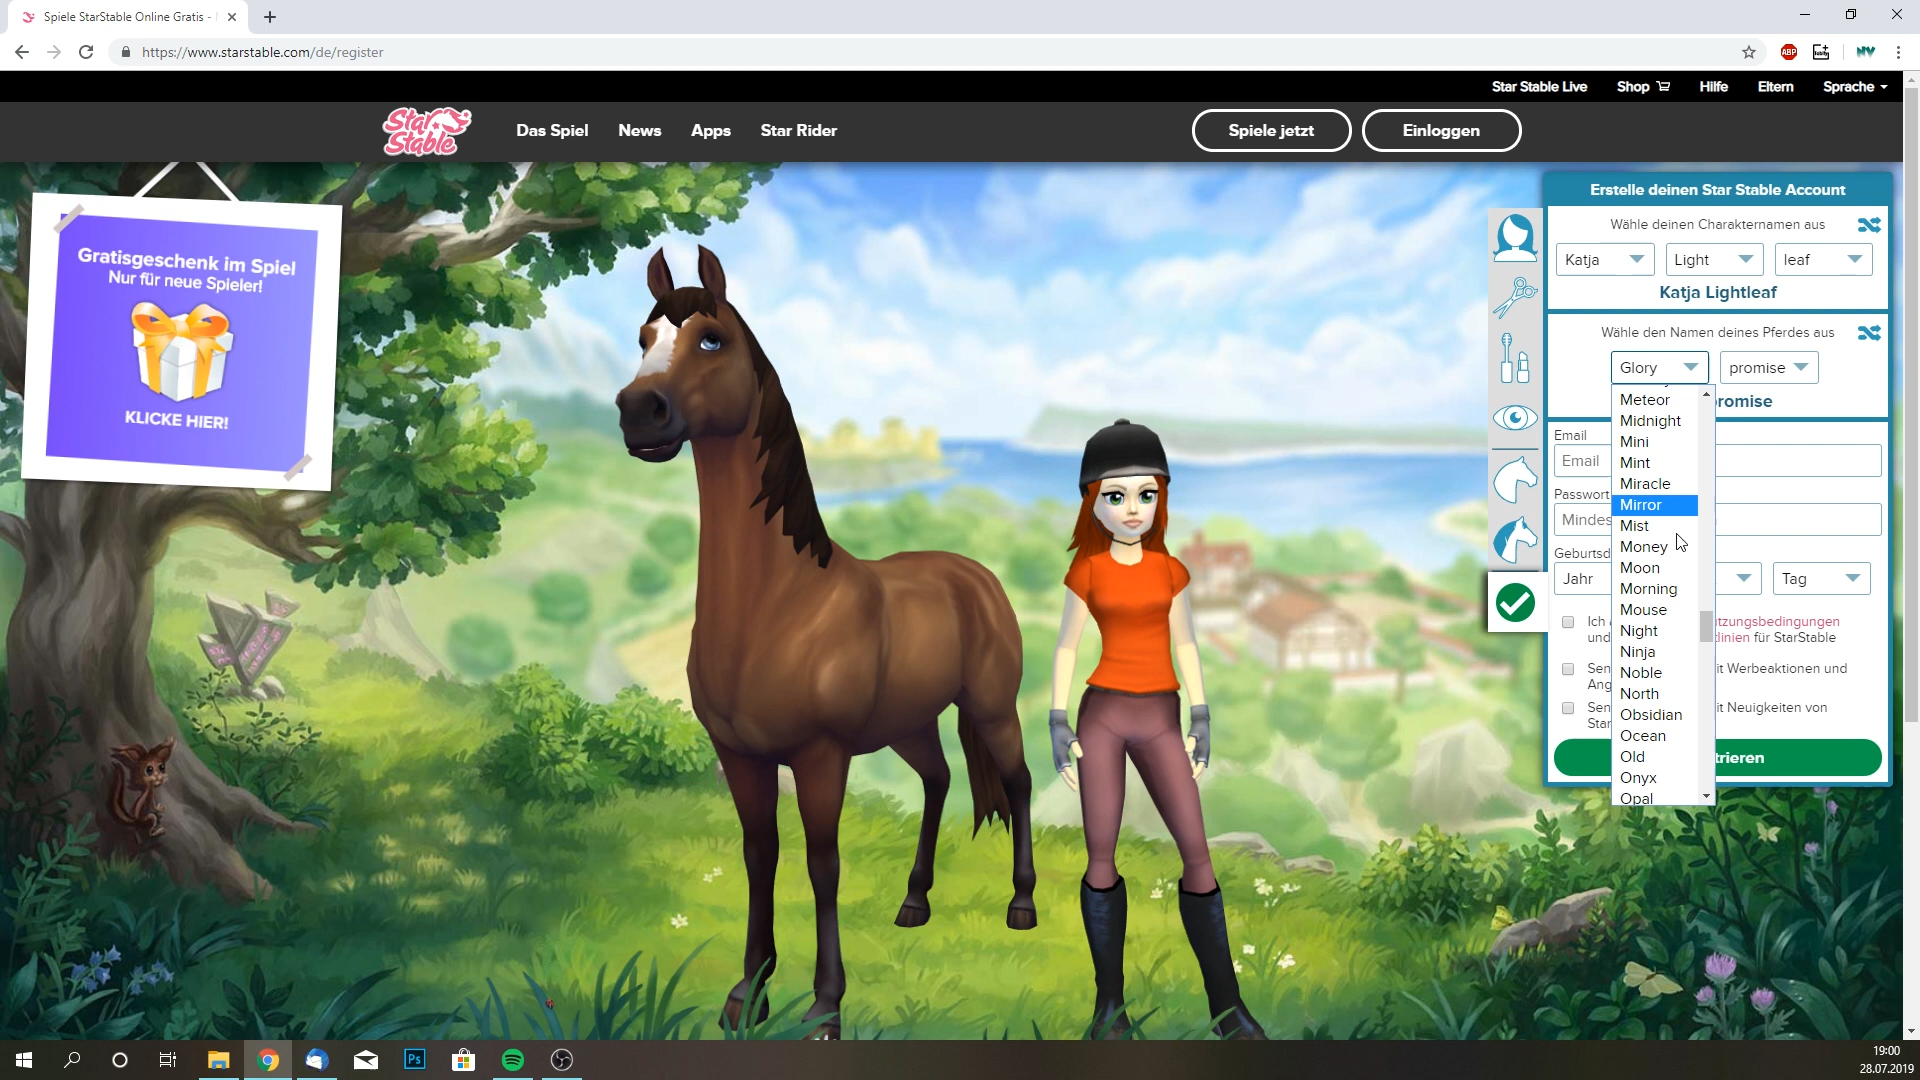 Spiele StarStable Online Gratis -
https://www.starstable.com/de/register
ABP
Star Stable Live
Shop
Hilfe
Eltern
Sprache
Star Stable
Das Spiel
News
Apps
Star Rider
Spiele jetzt
Einloggen
Gratisgeschenk im Spiel
Nur für neue Spieler!
KLICKE HIER!
Erstelle deinen Star Stable Account
Wähle deinen Charakternamen aus
Katja
Light
leaf
Katja Lightleaf
Wähle den Namen deines Pferdes aus
Glory
promise
romise
Meteor
Midnight
Mini
Mint
Miracle
Mirror
Mist
Money
Moon
Morning
Mouse
Night
Ninja
Noble
North
Obsidian
Ocean
Old
Onyx
Opal
Email
Email
Passwort
Mindes
Geburtsd
Jahr
Tag
Ich
tzungsbedingungen
und
tlinien für StarStable
Sen
it Werbeaktionen und
Ang
Sen
it Neuigkeiten von
Star
trieren
Ps
19:00
28.07.2019